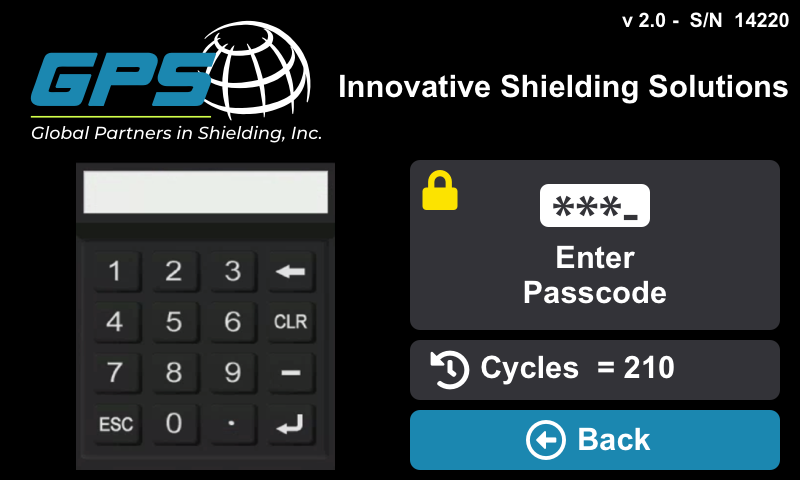 v 2.0 - S/N 14220
GPS
Innovative Shielding Solutions
Global Partners in Shielding, Inc.
1 2 3
4 5 6 CLR
7 8 9 –
ESC 0 .
***_
Enter
Passcode
Cycles = 210
Back